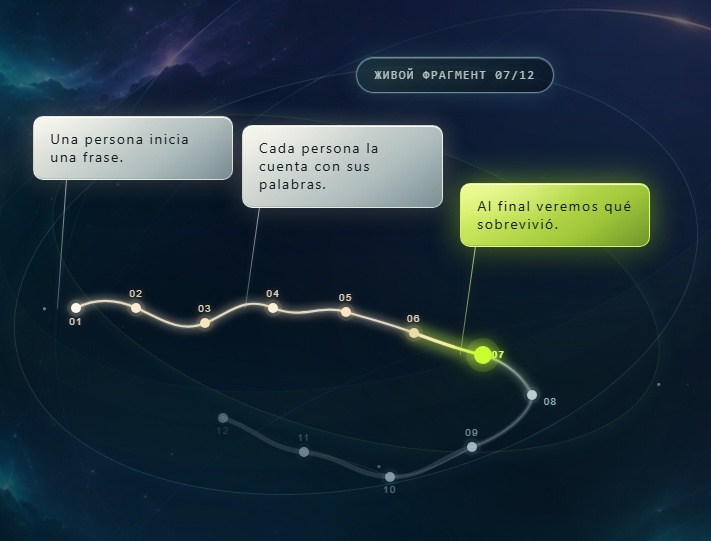 ЖИВОЙ ФРАГМЕНТ 07/12
Una persona inicia
una frase.
Cada persona la
cuenta con sus
palabras.
Al final veremos qué
sobrevivió.
01
02
03
04
05
06
07
08
09
10
11
12